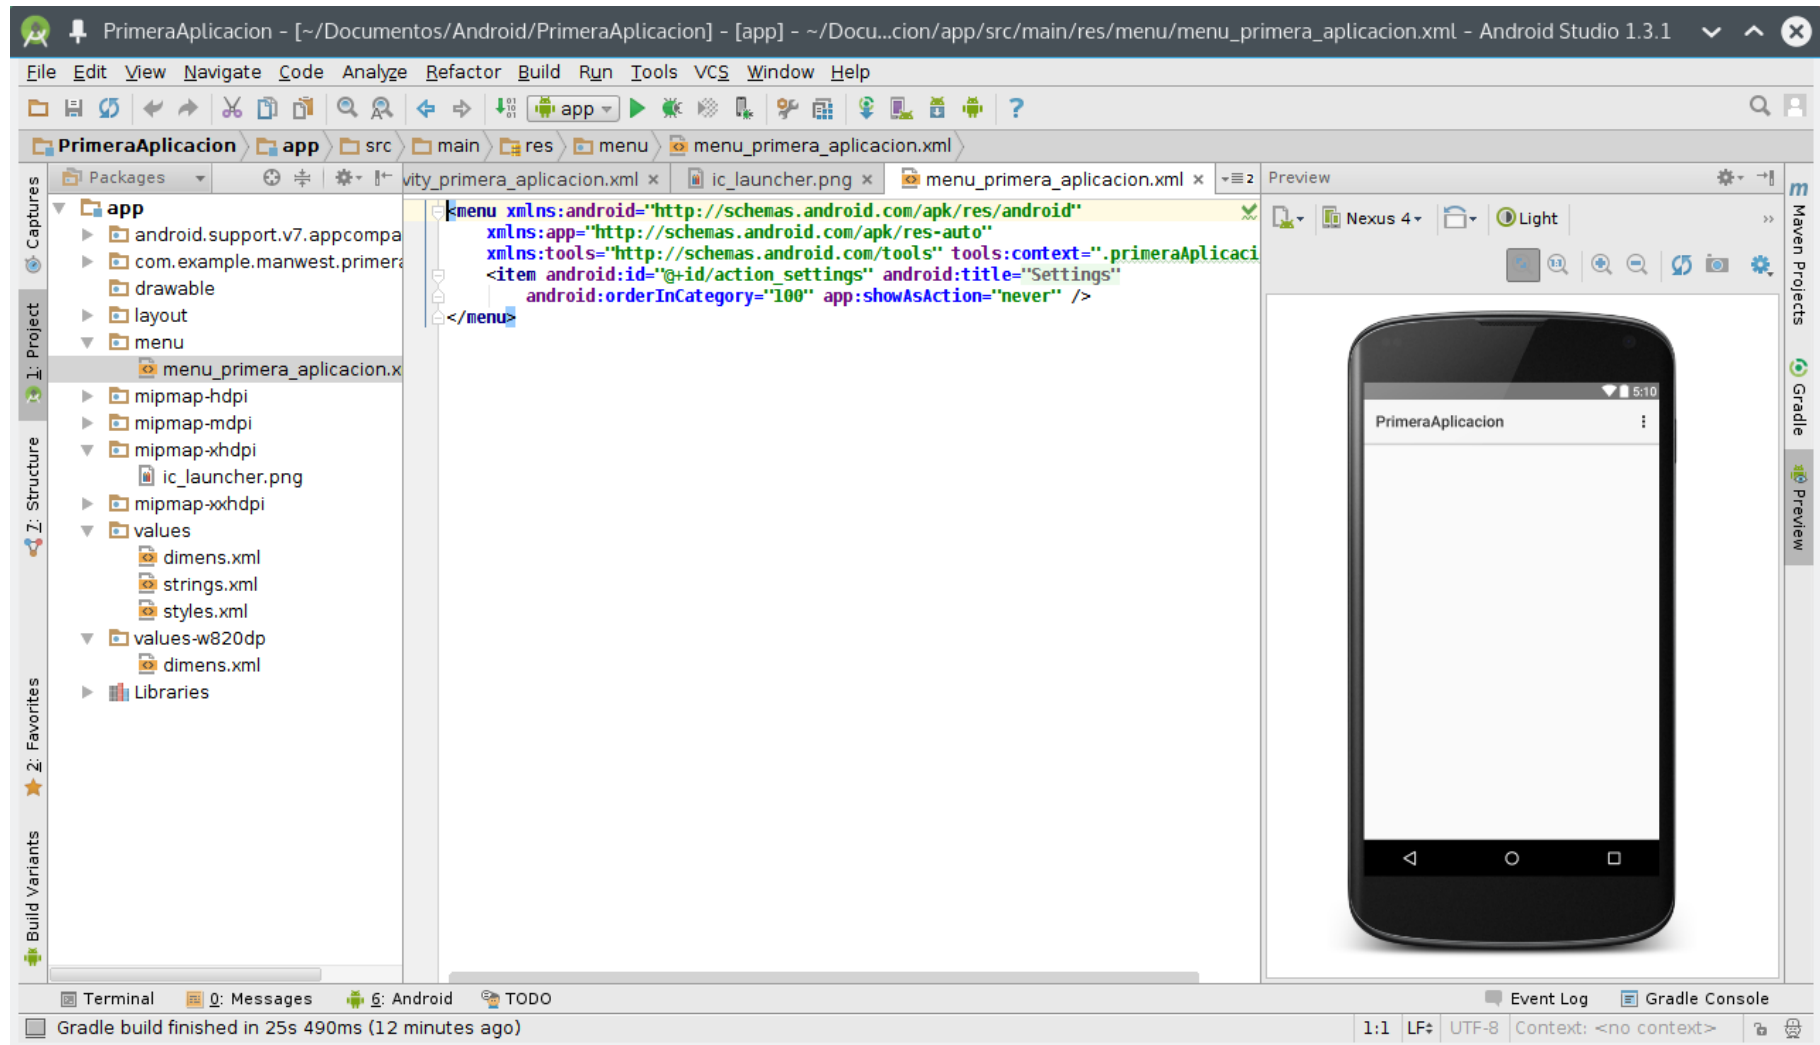 PrimeraAplicacion - [~/Documentos/Android/PrimeraAplicacion] - [app] - ~/Docu...cion/app/src/main/res/menu/menu_primera_aplicacion.xml - Android Studio 1.3.1
File Edit View Navigate Code Analyze Refactor Build Run Tools VCS Window Help
app
PrimeraAplicacion app src main res menu menu_primera_aplicacion.xml
Packages
vity_primera_aplicacion.xml ic_launcher.png menu_primera_aplicacion.xml 2
Preview
Captures
1: Project
7: Structure
2: Favorites
Build Variants
app
android.support.v7.appcompa
com.example.manwest.primera
drawable
layout
menu
menu_primera_aplicacion.x
mipmap-hdpi
mipmap-mdpi
mipmap-xhdpi
ic_launcher.png
mipmap-xxhdpi
values
dimens.xml
strings.xml
styles.xml
values-w820dp
dimens.xml
Libraries
<menu xmlns:android="http://schemas.android.com/apk/res/android"
xmlns:app="http://schemas.android.com/apk/res-auto"
xmlns:tools="http://schemas.android.com/tools" tools:context=".primeraAplicaci
<item android:id="@+id/action_settings" android:title="Settings"
android:orderInCategory="100" app:showAsAction="never" />
</menu>
Nexus 4 Light
5:10
PrimeraAplicacion
Maven Projects
Gradle
Preview
Terminal 0: Messages 6: Android TODO Event Log Gradle Console
Gradle build finished in 25s 490ms (12 minutes ago) 1:1 LF UTF-8 Context: <no context>